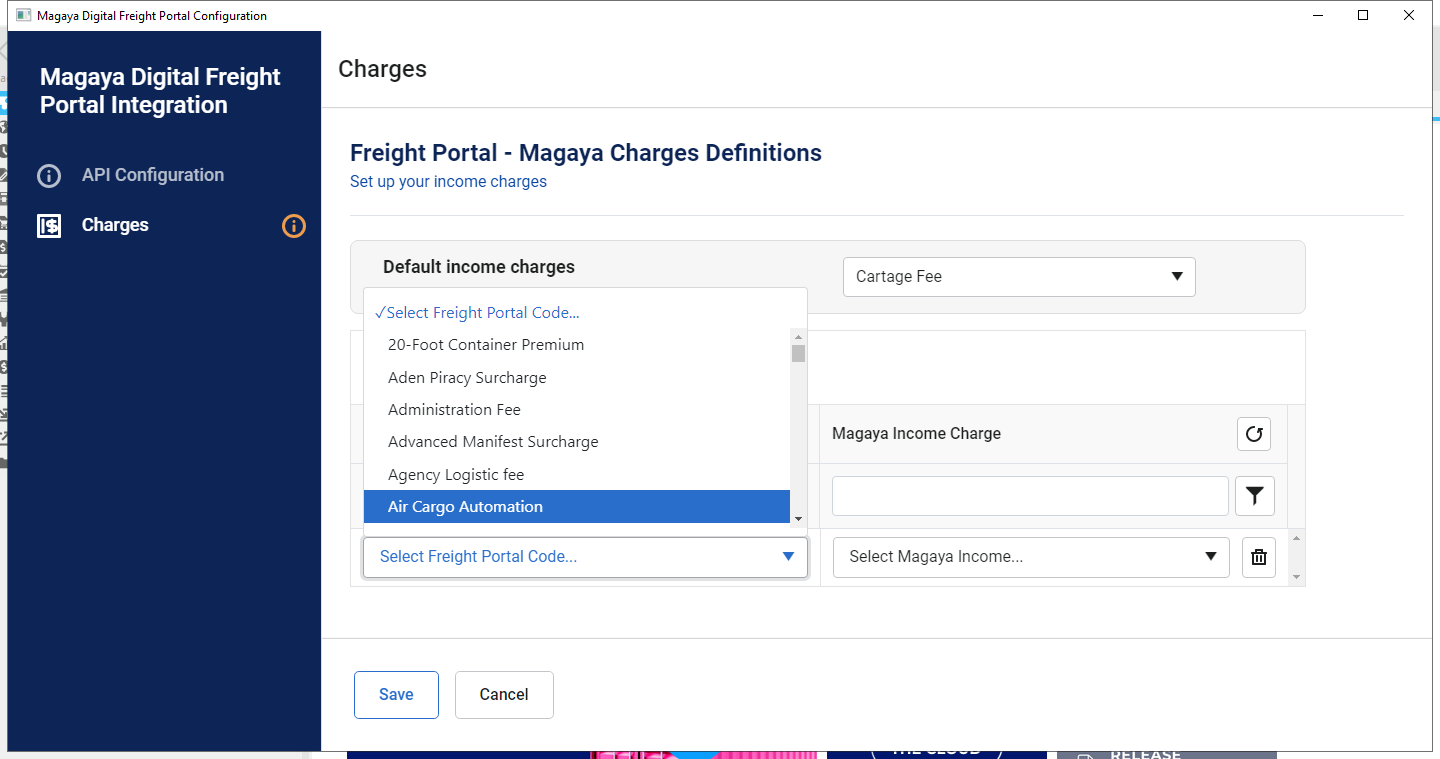 Magaya Digital Freight Portal Configuration
Magaya Digital Freight
Portal Integration
API Configuration
Charges
Charges
Freight Portal - Magaya Charges Definitions
Set up your income charges
Default income charges
Cartage Fee
✓Select Freight Portal Code...
20-Foot Container Premium
Aden Piracy Surcharge
Administration Fee
Advanced Manifest Surcharge
Agency Logistic fee
Air Cargo Automation
Magaya Income Charge
Select Freight Portal Code...
Select Magaya Income...
Save
Cancel
THE CLOUD
RELEASE